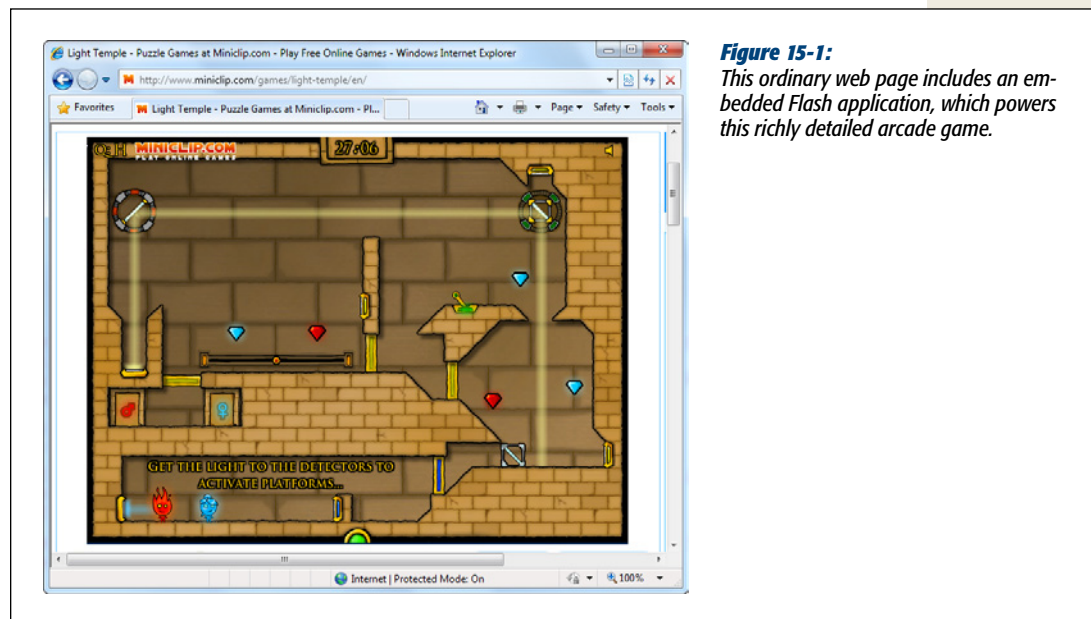 Light Temple - Puzzle Games at Miniclip.com - Play Free Online Games - Windows Internet Explorer
http://www.miniclip.com/games/light-temple/en/
Favorites
Light Temple - Puzzle Games at Miniclip.com - Pl...
Page
Safety
Tools
MINICLIP.COM
PLAY ONLINE GAMES
27:06
GET THE LIGHT TO THE DETECTORS TO
ACTIVATE PLATFORMS...
Internet | Protected Mode: On
100%
Figure 15-1:
This ordinary web page includes an em-
bedded Flash application, which powers
this richly detailed arcade game.